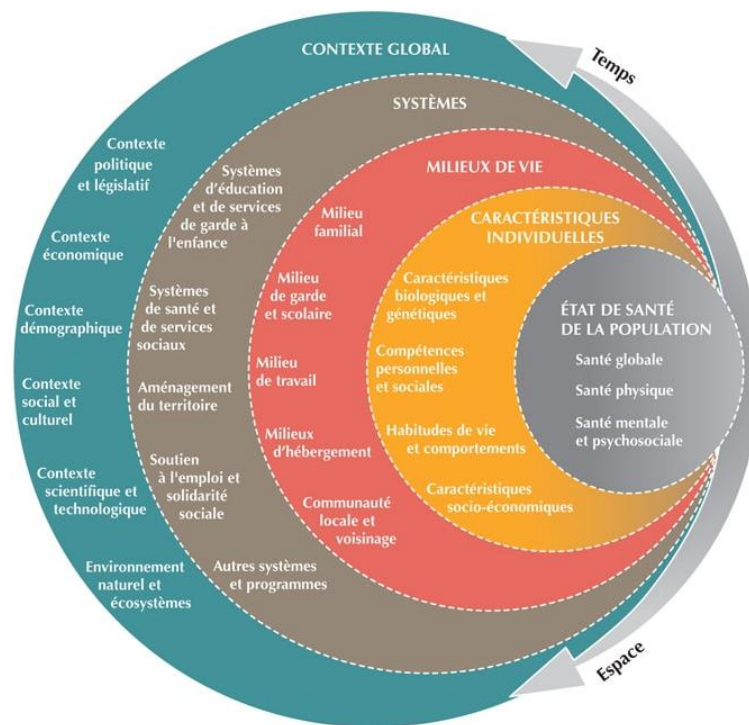 CONTEXTE GLOBAL
Contexte
politique
et législatif
Contexte
économique
Contexte
démographique
Contexte
social et
culturel
Contexte
scientifique et
technologique
Environnement
naturel et
écosystèmes
SYSTÈMES
Systèmes
d'éducation
et de services
de garde à
l'enfance
Systèmes
de santé et
de services
sociaux
Aménagement
du territoire
Soutien
à l'emploi et
solidarité
sociale
Autres systèmes
et programmes
MILIEUX DE VIE
Milieu
familial
Milieu
de garde
et scolaire
Milieu
de travail
Milieux
d'hébergement
Communauté
locale et
voisinage
CARACTÉRISTIQUES
INDIVIDUELLES
Caractéristiques
biologiques et
génétiques
Compétences
personnelles
et sociales
Habitudes de vie
et comportements
Caractéristiques
socio-économiques
ÉTAT DE SANTÉ
DE LA POPULATION
Santé globale
Santé physique
Santé mentale
et psychosociale
Temps
Espace